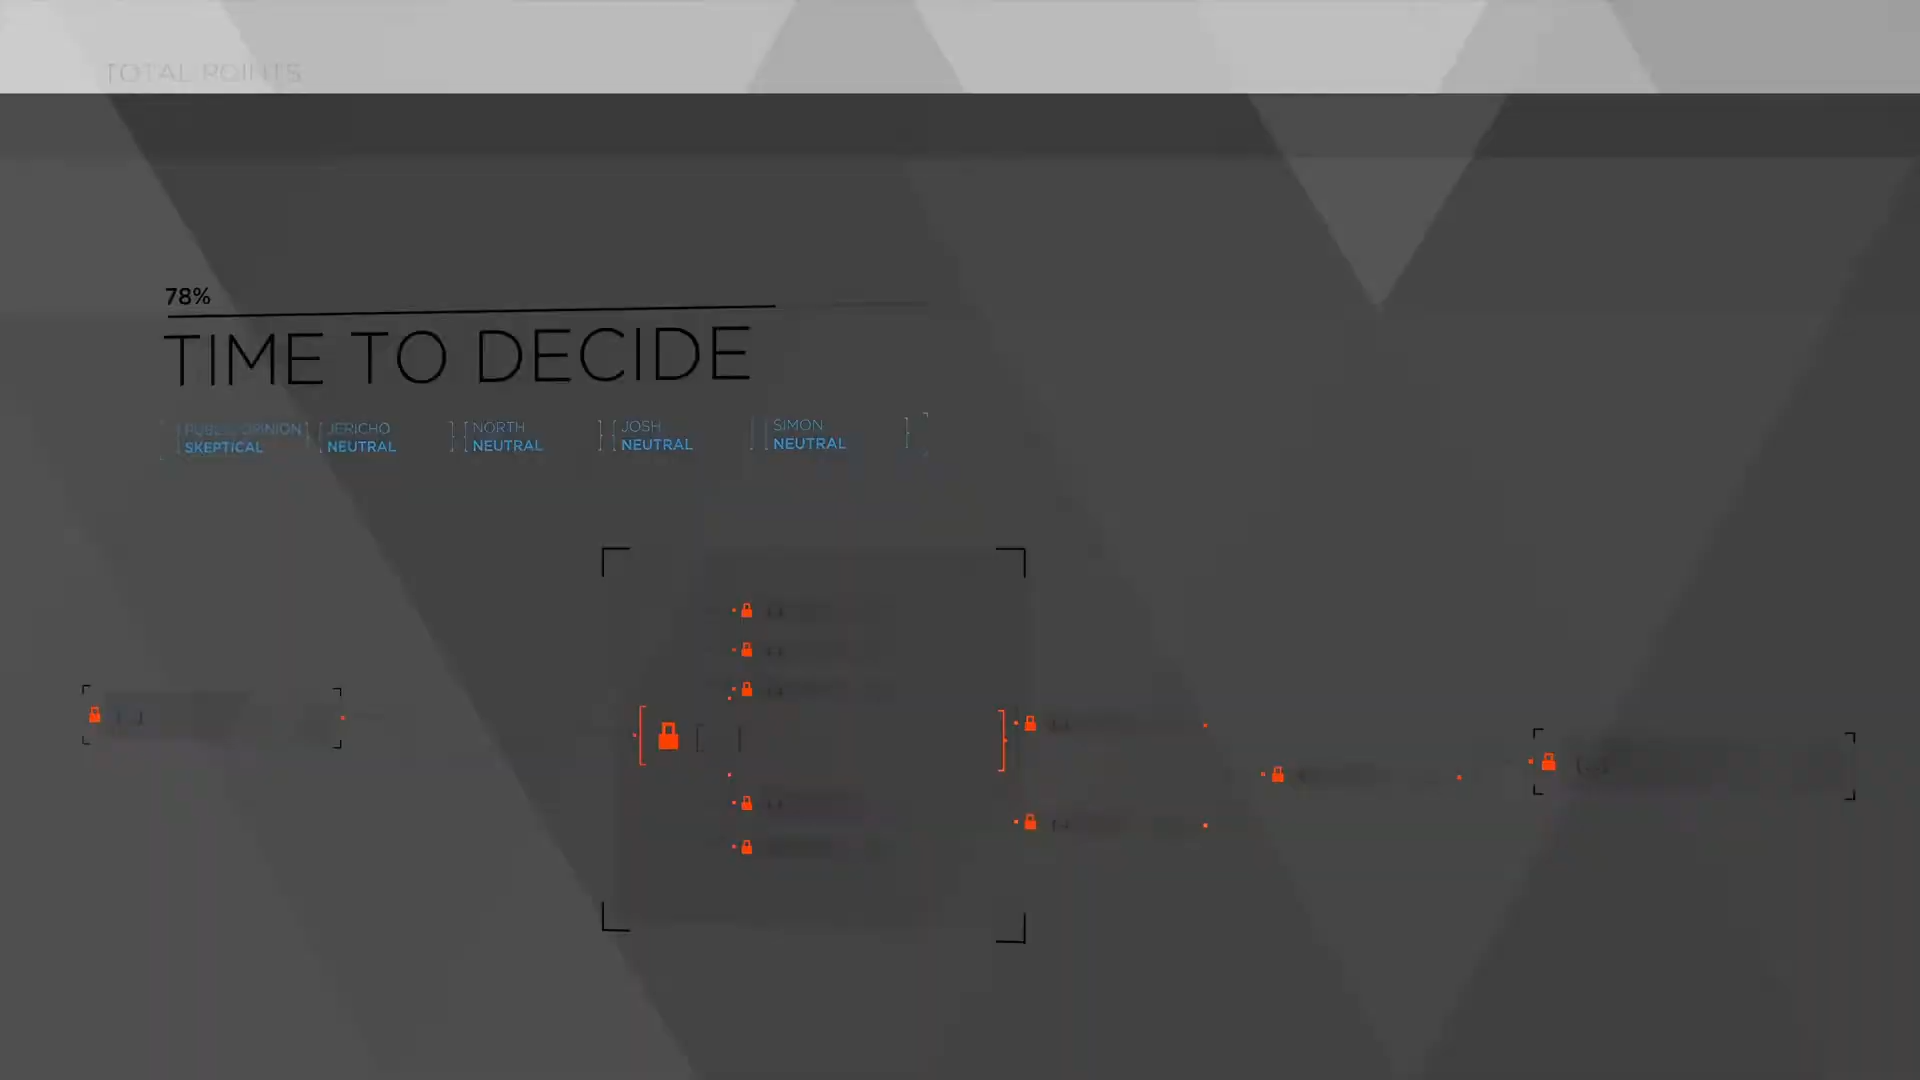 TOTAL POINTS
78%
TIME TO DECIDE
PUBLIC OPINION JERICHO NORTH JOSH SIMON
SKEPTICAL NEUTRAL NEUTRAL NEUTRAL NEUTRAL